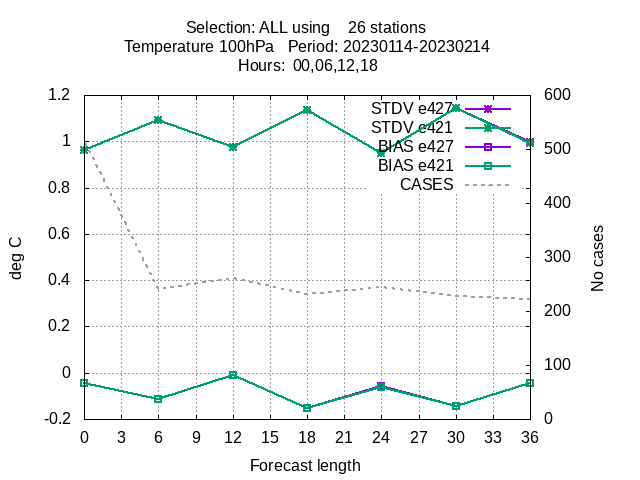 Selection: ALL using    26 stations
Temperature 100hPa   Period: 20230114-20230214
Hours:  00,06,12,18
1.2
1
0.8
0.6
0.4
0.2
0
-0.2
600
500
400
300
200
100
0
STDV e427
STDV e421
BIAS e427
BIAS e421
CASES
deg C
No cases
0 3 6 9 12 15 18 21 24 27 30 33 36
Forecast length